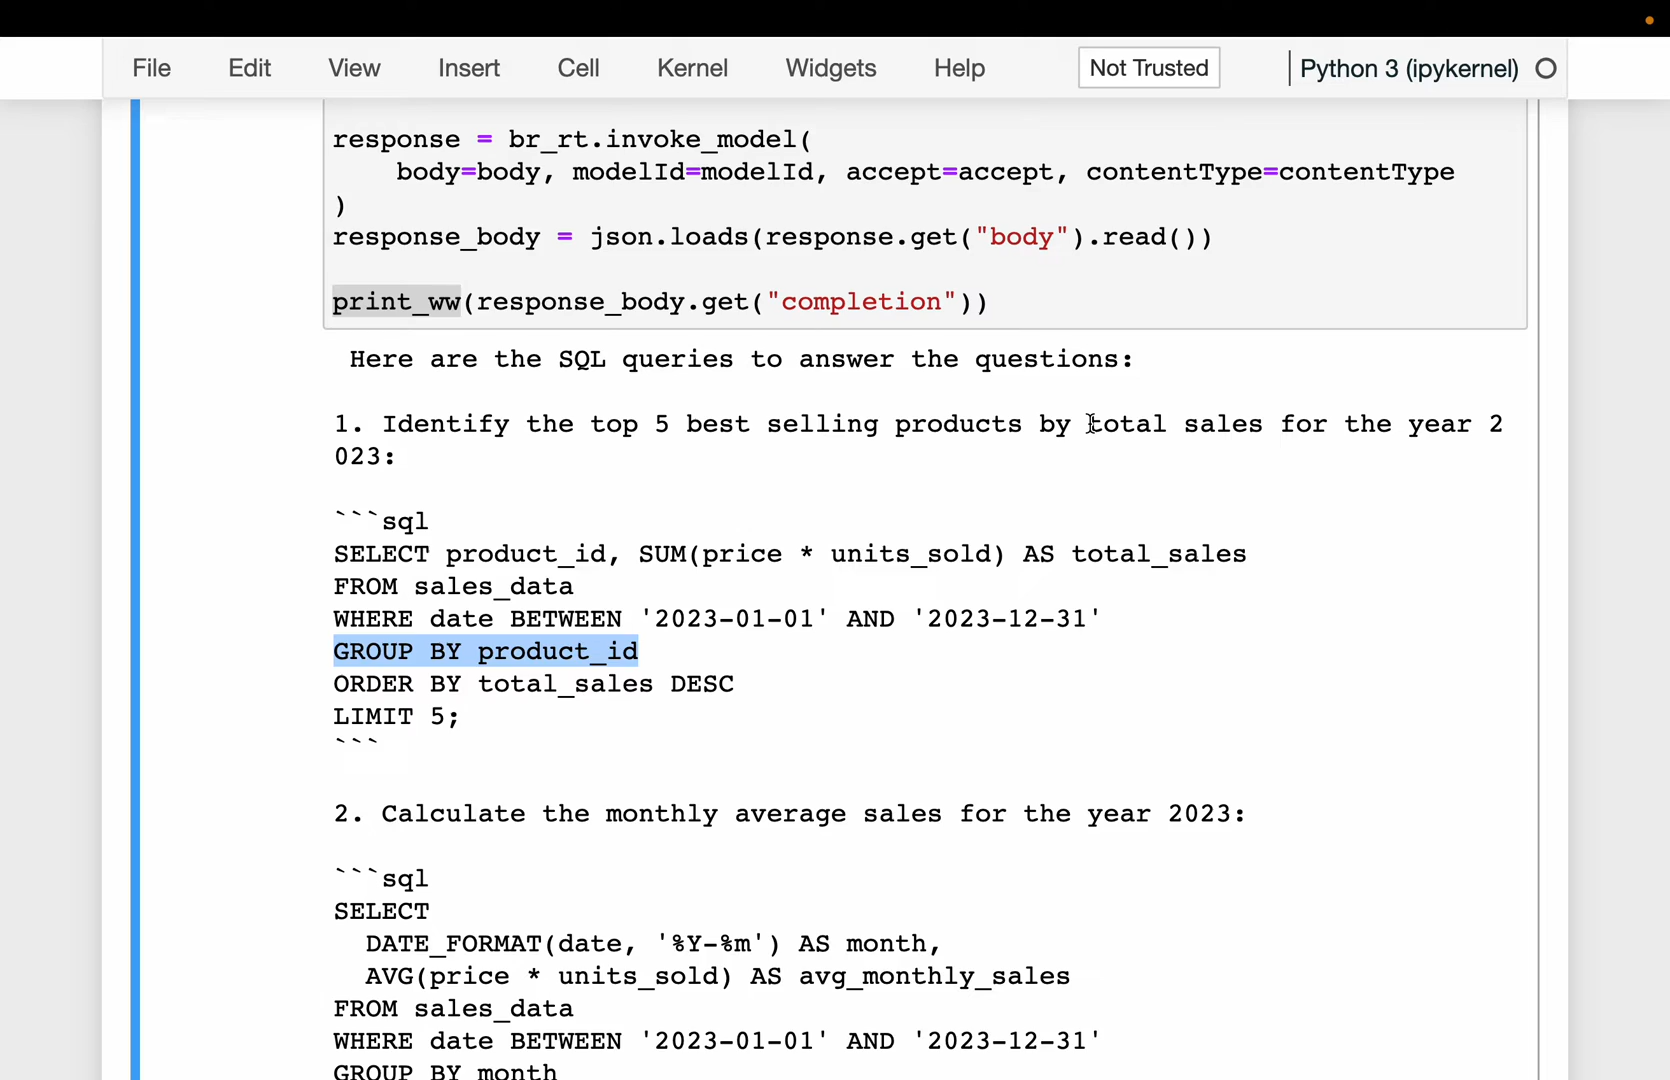 File Edit View Insert Cell Kernel Widgets Help Not Trusted Python 3 (ipykernel)
response = br_rt.invoke_model(
    body=body, modelId=modelId, accept=accept, contentType=contentType
)
response_body = json.loads(response.get("body").read())
print_ww(response_body.get("completion"))
Here are the SQL queries to answer the questions:
1. Identify the top 5 best selling products by total sales for the year 2
023:
```sql
SELECT product_id, SUM(price * units_sold) AS total_sales
FROM sales_data
WHERE date BETWEEN '2023-01-01' AND '2023-12-31'
GROUP BY product_id
ORDER BY total_sales DESC
LIMIT 5;
```
2. Calculate the monthly average sales for the year 2023:
```sql
SELECT
  DATE_FORMAT(date, '%Y-%m') AS month,
  AVG(price * units_sold) AS avg_monthly_sales
FROM sales_data
WHERE date BETWEEN '2023-01-01' AND '2023-12-31'
GROUP BY month